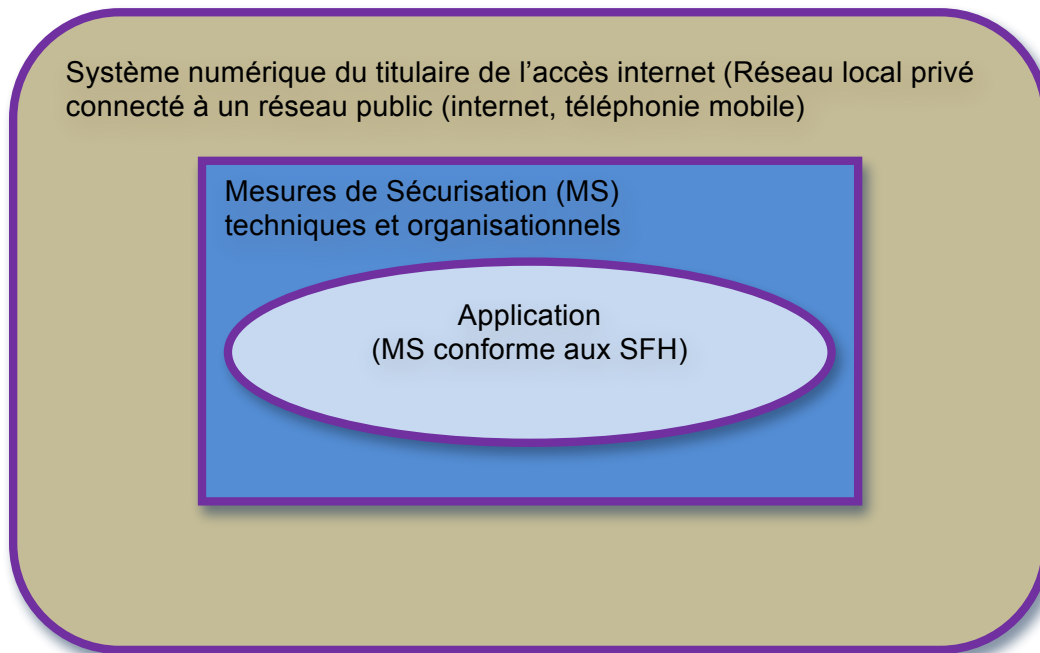 Système numérique du titulaire de l’accès internet (Réseau local privé
connecté à un réseau public (internet, téléphonie mobile)
Mesures de Sécurisation (MS)
techniques et organisationnels
Application
(MS conforme aux SFH)